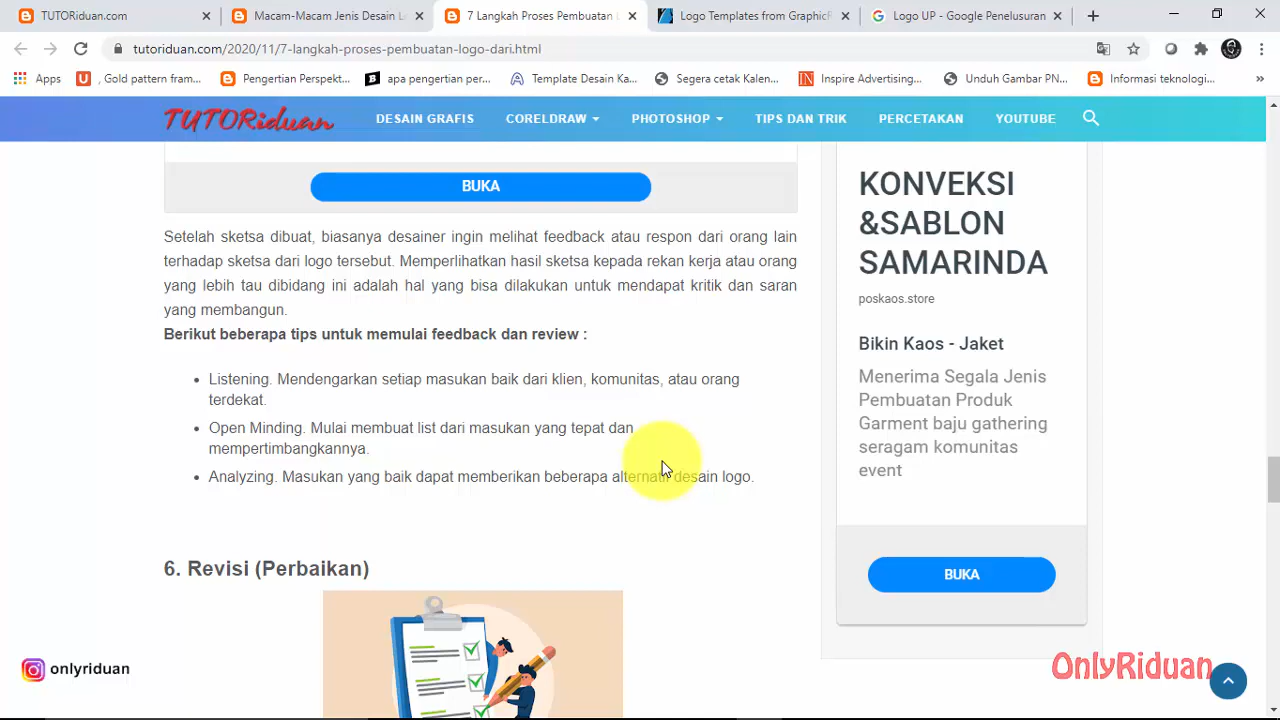 TUTORiduan.com
Macam-Macam Jenis Desain L
7 Langkah Proses Pembuatan
Logo Templates from GraphicR
Logo UP - Google Penelusuran
tutoriduan.com/2020/11/7-langkah-proses-pembuatan-logo-dari.html
Apps
, Gold pattern fram...
Pengertian Perspekt...
apa pengertian per...
Template Desain Ka...
Segera Cetak Kalen...
Inspire Advertising...
Unduh Gambar PN...
Informasi teknologi...
»
TUTORiduan
DESAIN GRAFIS
CORELDRAW
PHOTOSHOP
TIPS DAN TRIK
PERCETAKAN
YOUTUBE
BUKA
Setelah sketsa dibuat, biasanya desainer ingin melihat feedback atau respon dari orang lain
terhadap sketsa dari logo tersebut. Memperlihatkan hasil sketsa kepada rekan kerja atau orang
yang lebih tau dibidang ini adalah hal yang bisa dilakukan untuk mendapat kritik dan saran
yang membangun.
Berikut beberapa tips untuk memulai feedback dan review :
• Listening. Mendengarkan setiap masukan baik dari klien, komunitas, atau orang
terdekat.
• Open Minding. Mulai membuat list dari masukan yang tepat dan
mempertimbangkannya.
• Analyzing. Masukan yang baik dapat memberikan beberapa alternatif desain logo.
6. Revisi (Perbaikan)
KONVEKSI
&SABLON
SAMARINDA
poskaos.store
Bikin Kaos - Jaket
Menerima Segala Jenis
Pembuatan Produk
Garment baju gathering
seragam komunitas
event
BUKA
onlyriduan
OnlyRiduan